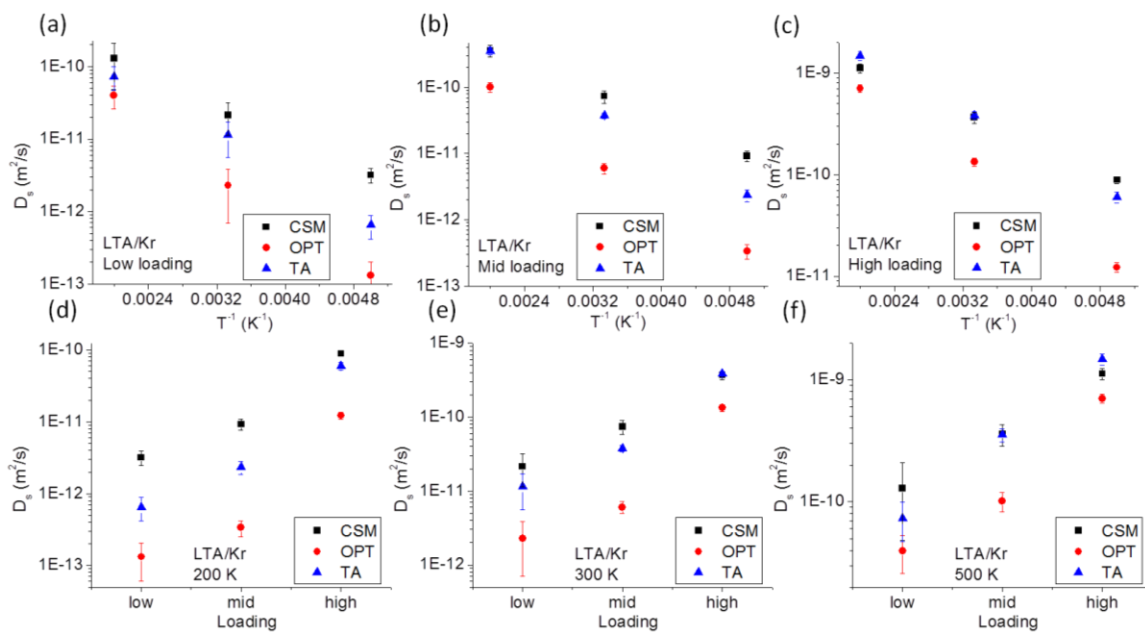 (a)
1E-10
1E-11
1E-12
1E-13
D_s (m²/s)
CSM
OPT
TA
LTA/Kr
Low loading
0.0024 0.0032 0.0040 0.0048
T⁻¹ (K⁻¹)
(b)
1E-10
1E-11
1E-12
1E-13
D_s (m²/s)
CSM
OPT
TA
LTA/Kr
Mid loading
0.0024 0.0032 0.0040 0.0048
T⁻¹ (K⁻¹)
(c)
1E-9
1E-10
1E-11
D_s (m²/s)
CSM
OPT
TA
LTA/Kr
High loading
0.0024 0.0032 0.0040 0.0048
T⁻¹ (K⁻¹)
(d)
1E-10
1E-11
1E-12
1E-13
D_s (m²/s)
LTA/Kr
200 K
CSM
OPT
TA
low mid high
Loading
(e)
1E-9
1E-10
1E-11
1E-12
D_s (m²/s)
LTA/Kr
300 K
CSM
OPT
TA
low mid high
Loading
(f)
1E-9
1E-10
D_s (m²/s)
LTA/Kr
500 K
CSM
OPT
TA
low mid high
Loading